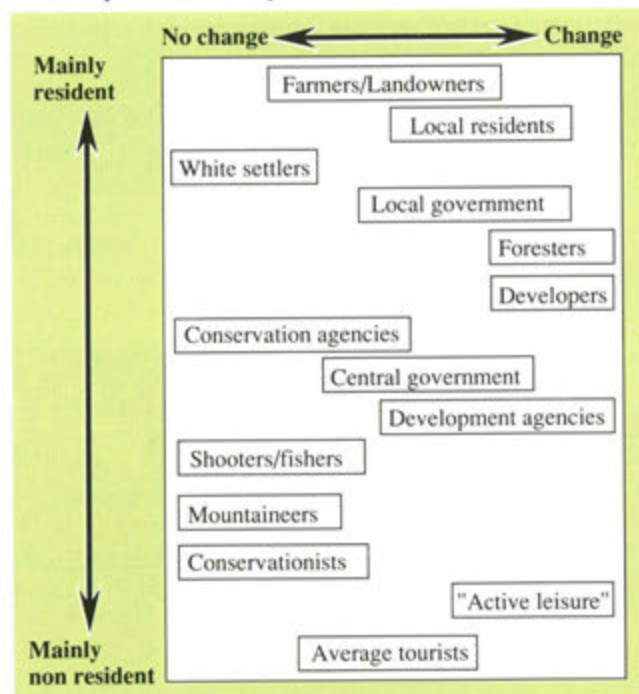 No change Change
Mainly
resident
Farmers/Landowners
Local residents
White settlers
Local government
Foresters
Developers
Conservation agencies
Central government
Development agencies
Shooters/fishers
Mountaineers
Conservationists
"Active leisure"
Mainly
non resident
Average tourists